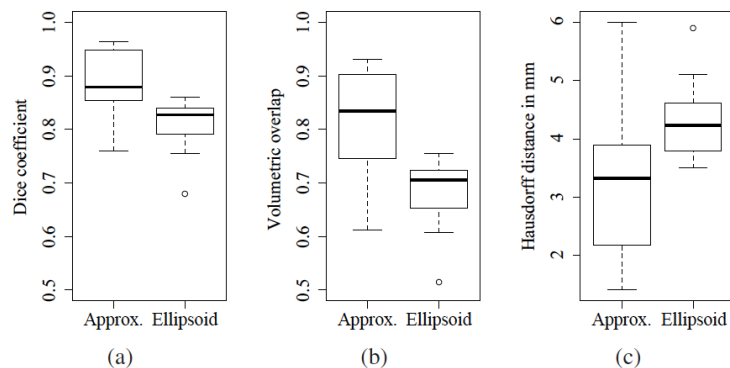 Dice coefficient
1.0
0.9
0.8
0.7
0.6
0.5
Approx. Ellipsoid
(a)
Volumetric overlap
1.0
0.9
0.8
0.7
0.6
0.5
Approx. Ellipsoid
(b)
Hausdorff distance in mm
6
5
4
3
2
Approx. Ellipsoid
(c)